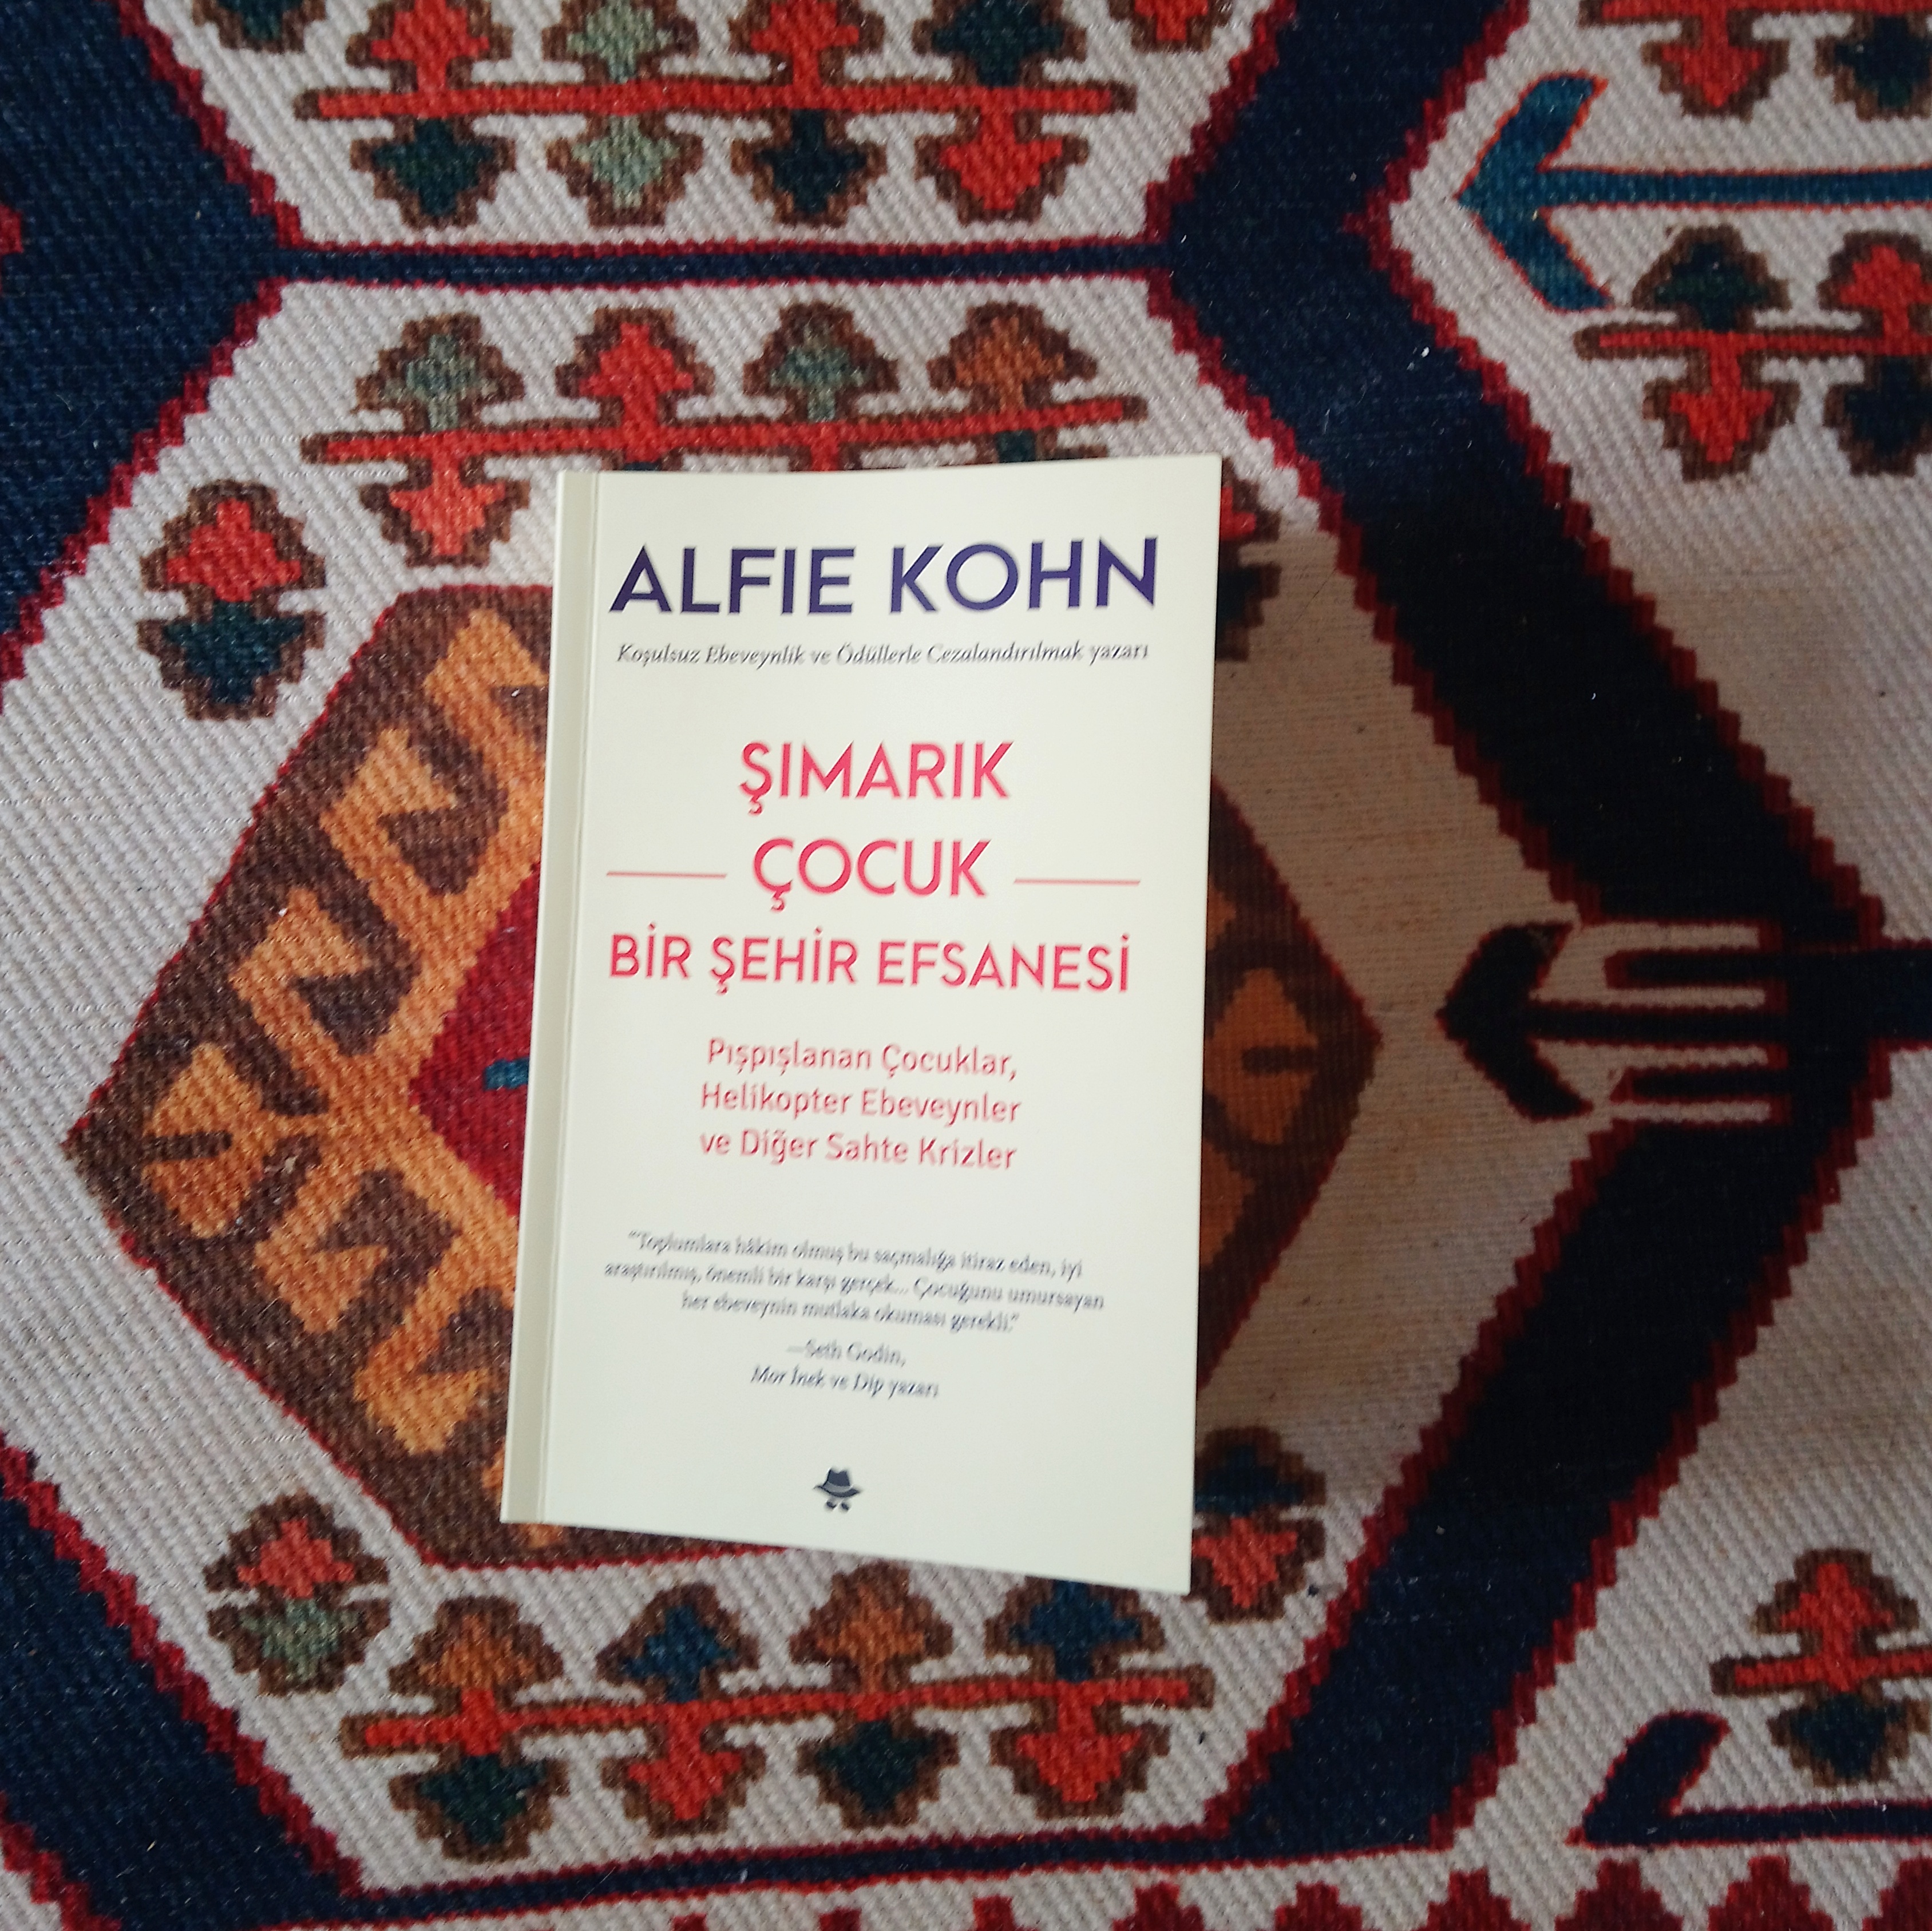 ALFIE KOHN
Koşulsuz Ebeveynlik ve Ödüllerle Cezalandırılmak yazarı
ŞIMARIK
ÇOCUK
BİR ŞEHİR EFSANESİ
Pışpışlanan Çocuklar,
Helikopter Ebeveynler
ve Diğer Sahte Krizler
"Toplumlara hâkim olmuş bu saçmalığa itiraz eden, iyi
araştırılmış, önemli bir karşı gerçek... Çocuğunu umursayan
her ebeveynin mutlaka okuması gerekli."
—Seth Godin,
Mor İnek ve Dip yazarı